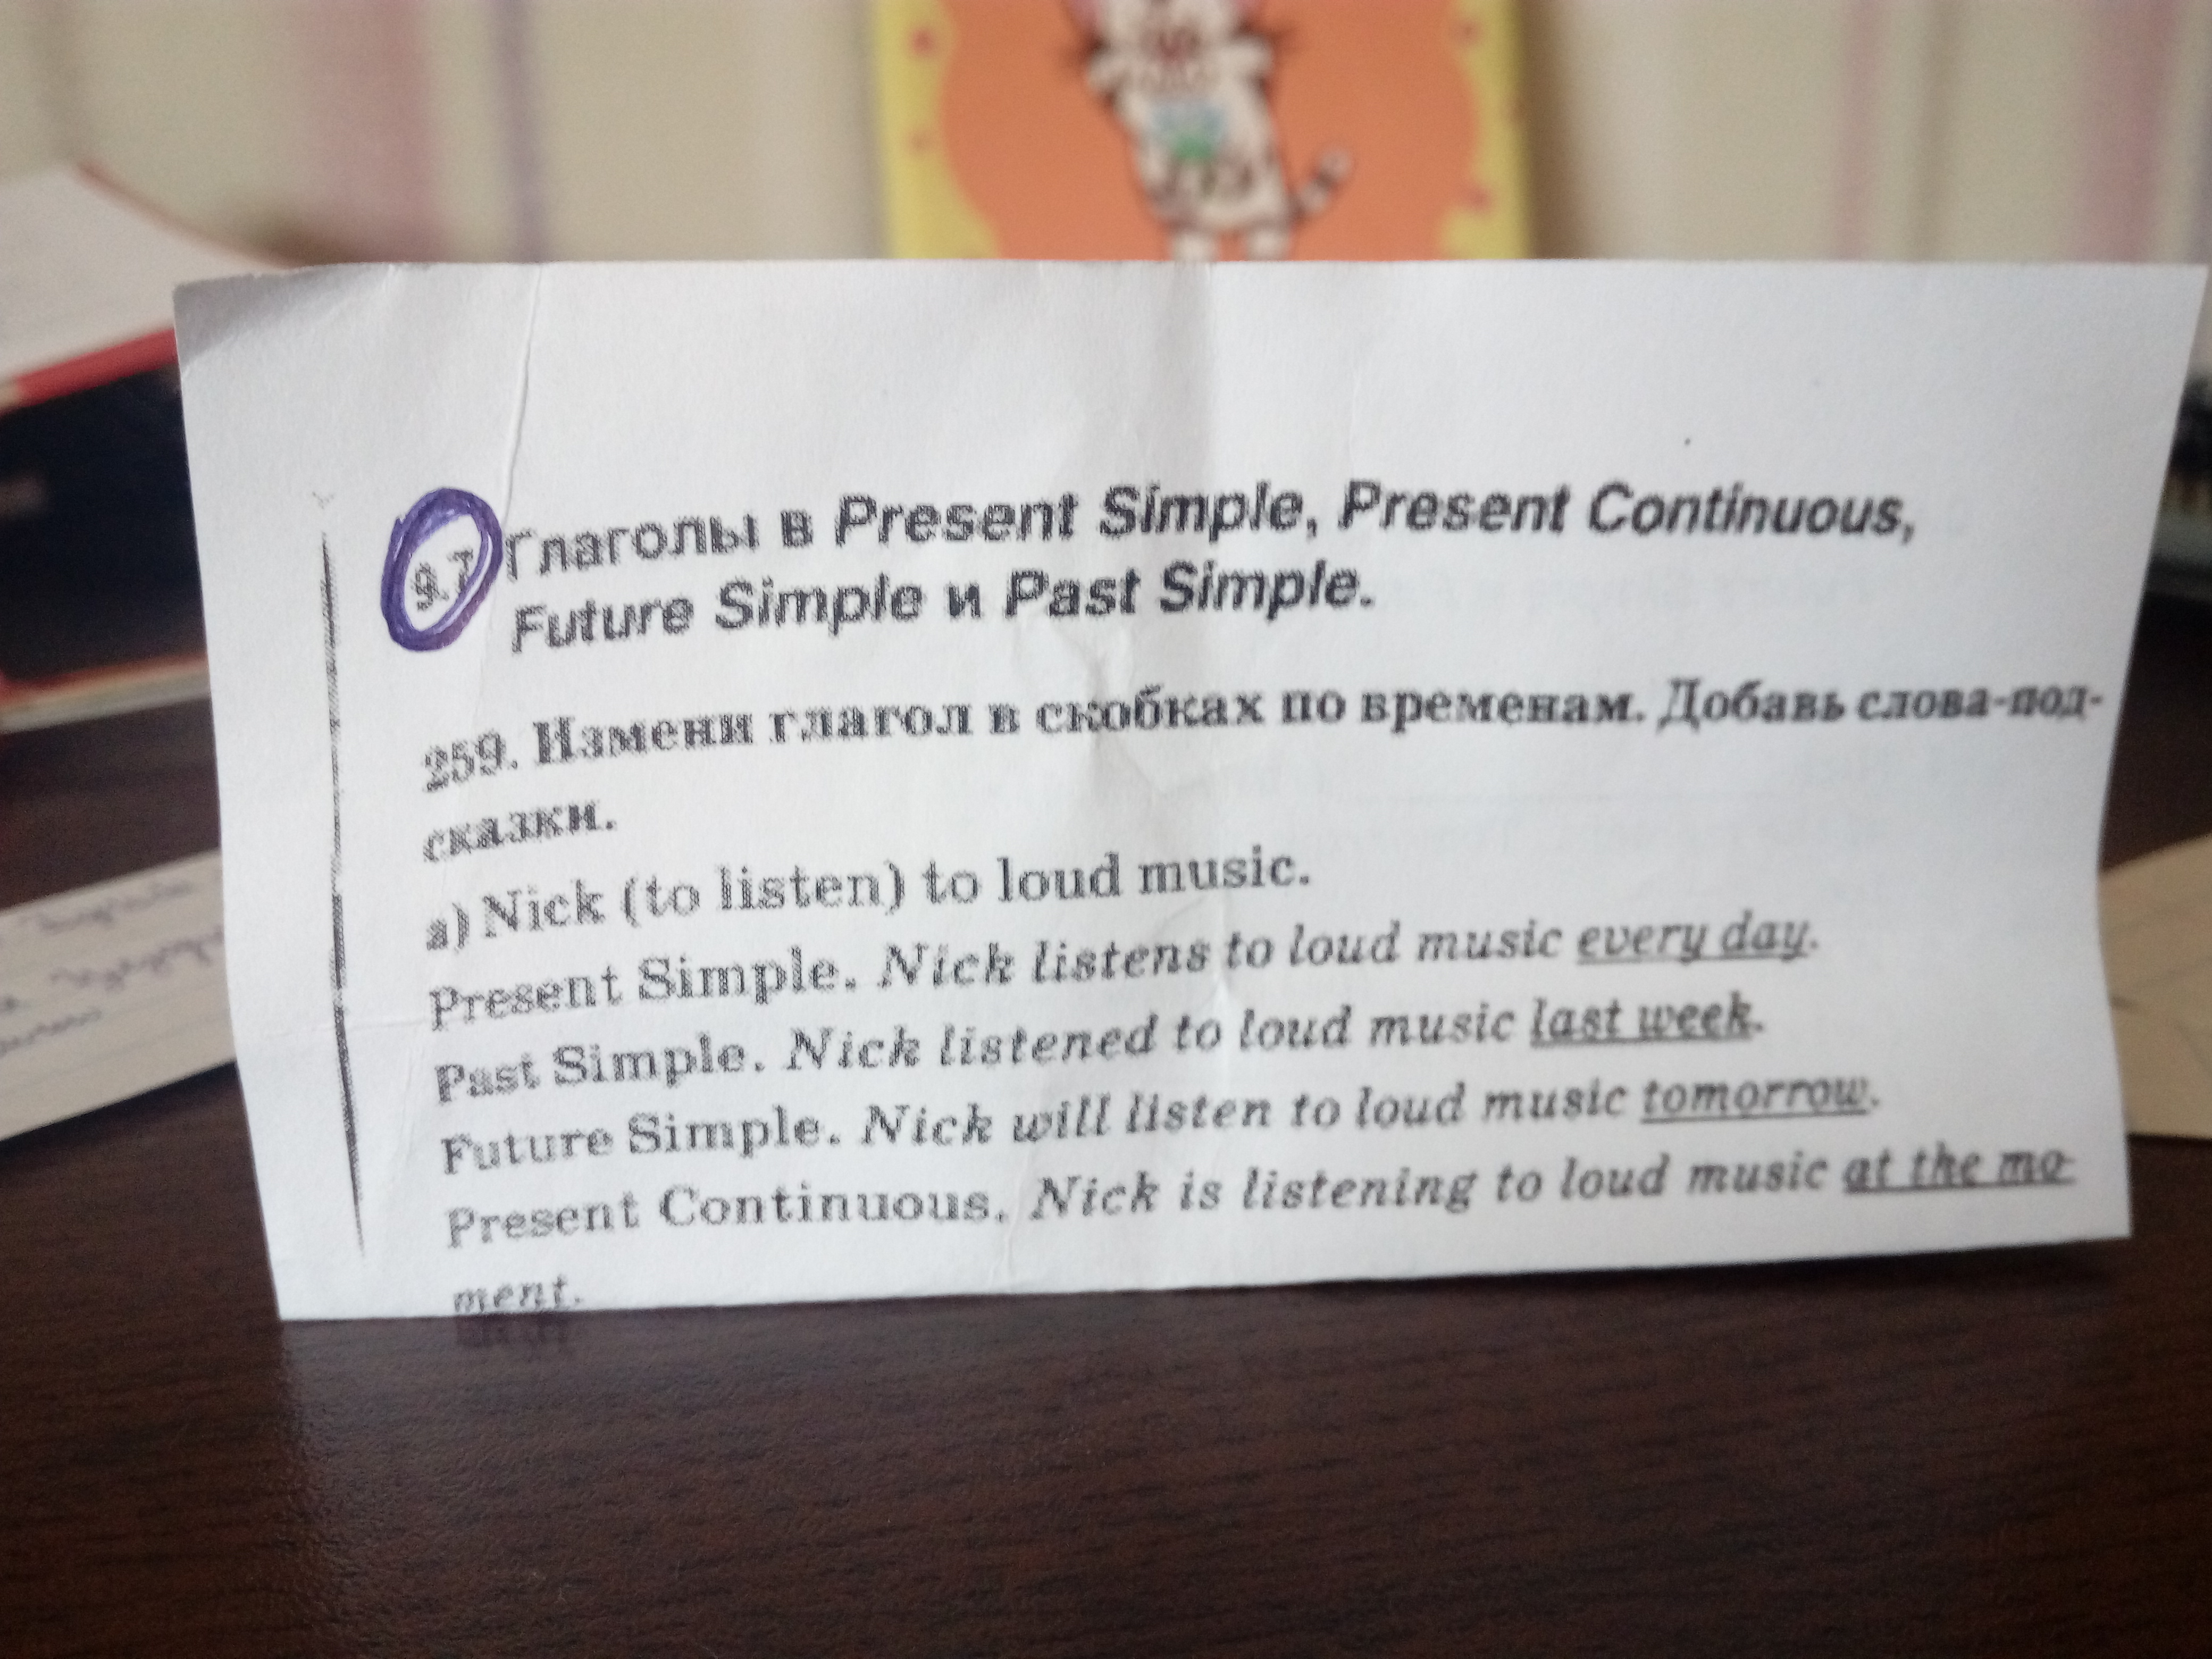 9.7 Глаголы в Present Simple, Present Continuous,
Future Simple и Past Simple.
259. Измени глагол в скобках по временам. Добавь слова-под-
сказки.
а) Nick (to listen) to loud music.
Present Simple. Nick listens to loud music every day.
Past Simple. Nick listened to loud music last week.
Future Simple. Nick will listen to loud music tomorrow.
Present Continuous. Nick is listening to loud music at the mo-
ment.